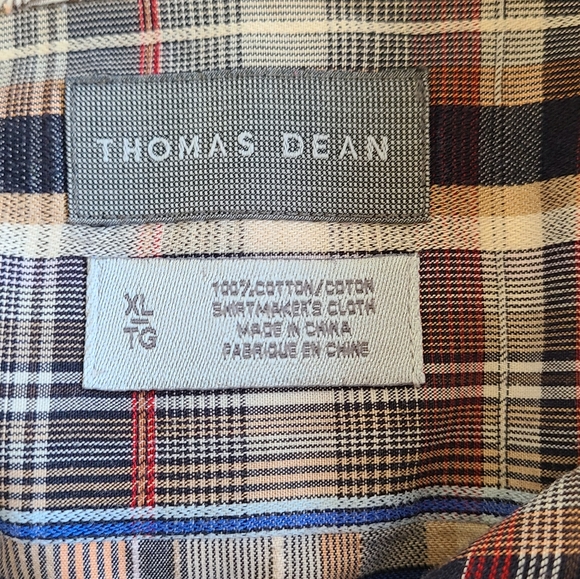 THOMAS DEAN
XL
TG
100% COTTON/COTON
SHIRTMAKER'S CLOTH
MADE IN CHINA
FABRIQUE EN CHINE